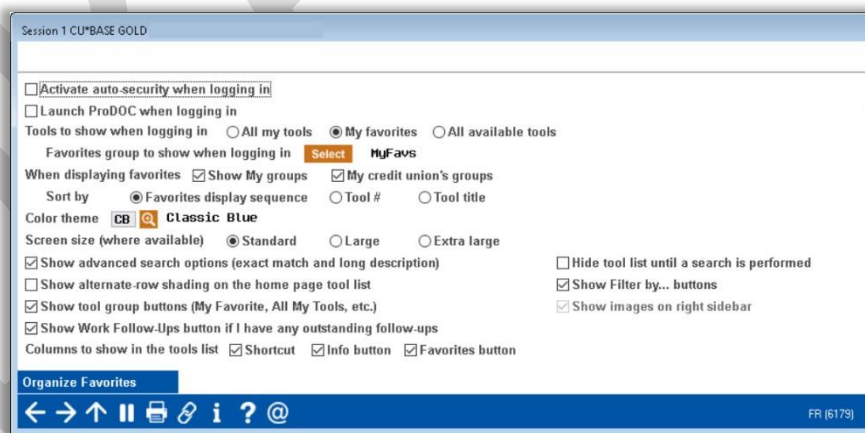 Session 1 CU*BASE GOLD
Activate auto-security when logging in
Launch ProDOC when logging in
Tools to show when logging in All my tools My favorites All available tools
Favorites group to show when logging in Select MyFavs
When displaying favorites Show My groups My credit union's groups
Sort by Favorites display sequence Tool # Tool title
Color theme CB Classic Blue
Screen size (where available) Standard Large Extra large
Show advanced search options (exact match and long description) Hide tool list until a search is performed
Show alternate-row shading on the home page tool list Show Filter by... buttons
Show tool group buttons (My Favorite, All My Tools, etc.) Show images on right sidebar
Show Work Follow-Ups button if I have any outstanding follow-ups
Columns to show in the tools list Shortcut Info button Favorites button
Organize Favorites
i ? @ FR (6179)